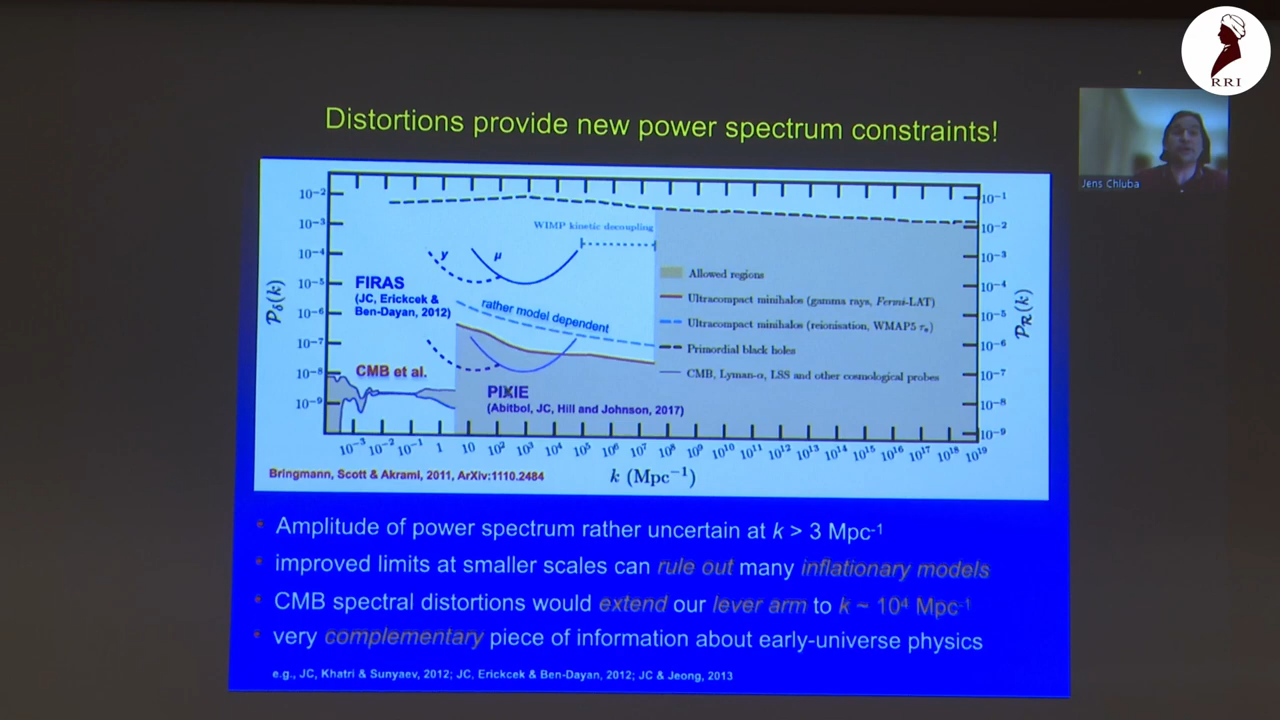 RRI
Jens Chluba
Distortions provide new power spectrum constraints!
10⁻²
10⁻³
10⁻⁴
10⁻⁵
10⁻⁶
10⁻⁷
10⁻⁸
10⁻⁹
𝒫δ(k)
WIMP kinetic decoupling
y
μ
FIRAS
(JC, Erickcek &
Ben-Dayan, 2012)
rather model dependent
CMB et al.
PIXIE
(Abitbol, JC, Hill and Johnson, 2017)
Allowed regions
Ultracompact minihalos (gamma rays, Fermi-LAT)
Ultracompact minihalos (reionisation, WMAP5 τₑ)
Primordial black holes
CMB, Lyman-α, LSS and other cosmological probes
10⁻¹
10⁻²
10⁻³
10⁻⁴
10⁻⁵
10⁻⁶
10⁻⁷
10⁻⁸
10⁻⁹
𝒫ℛ(k)
10⁻³ 10⁻² 10⁻¹ 1 10 10² 10³ 10⁴ 10⁵ 10⁶ 10⁷ 10⁸ 10⁹ 10¹⁰ 10¹¹ 10¹² 10¹³ 10¹⁴ 10¹⁵ 10¹⁶ 10¹⁷ 10¹⁸ 10¹⁹
k (Mpc⁻¹)
Bringmann, Scott & Akrami, 2011, ArXiv:1110.2484
Amplitude of power spectrum rather uncertain at k > 3 Mpc⁻¹
improved limits at smaller scales can rule out many inflationary models
CMB spectral distortions would extend our lever arm to k ~ 10⁴ Mpc⁻¹
very complementary piece of information about early-universe physics
e.g., JC, Khatri & Sunyaev, 2012; JC, Erickcek & Ben-Dayan, 2012; JC & Jeong, 2013